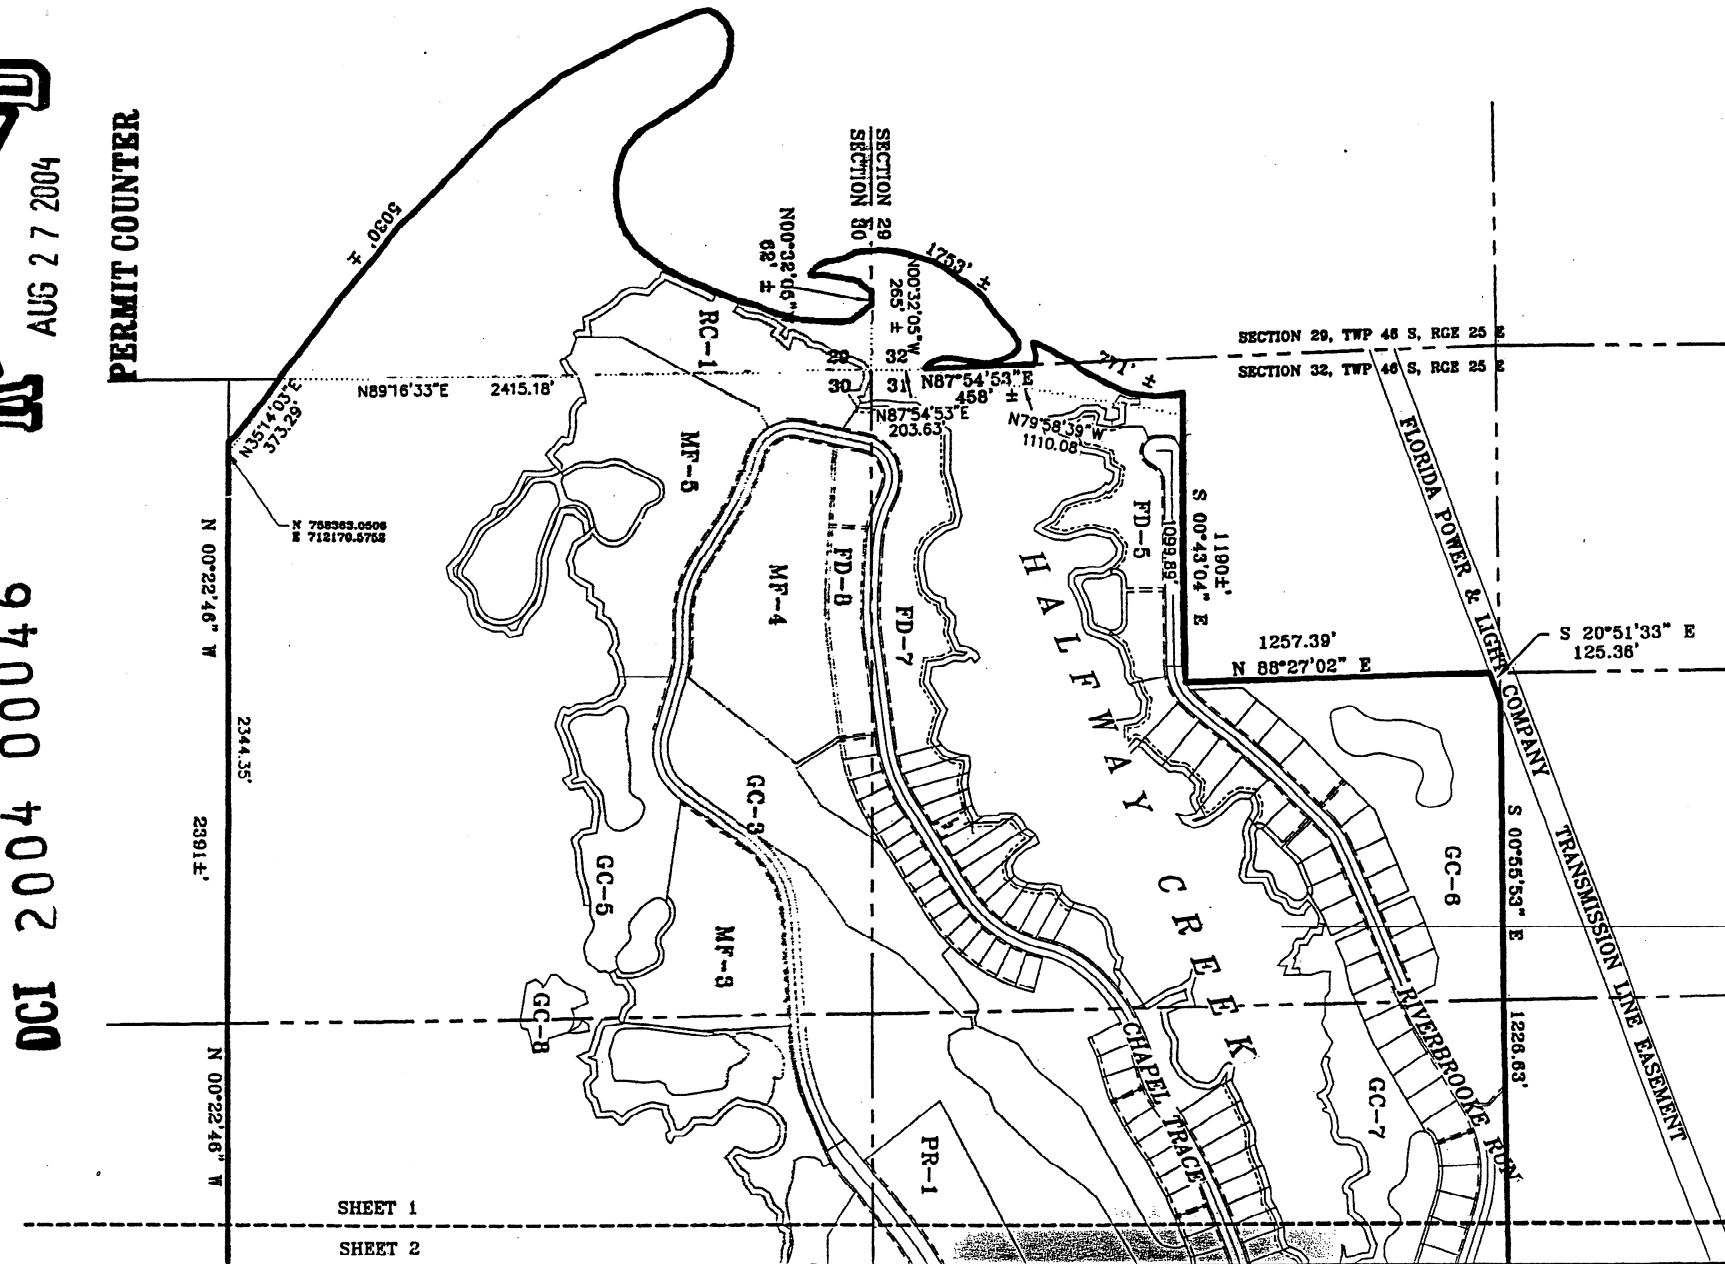 PERMIT COUNTER
AUG 27 2004
DCI 2004 00046
5030' ±
SECTION 29
SECTION 30
N00°32'06"W
62' ±
1753' ±
N00°32'05"W
265' ±
771' ±
SECTION 29, TWP 46 S, RGE 25 E
SECTION 32, TWP 46 S, RGE 25 E
RC-1
29
32
30
31
N87°54'53"E
458' ±
N87°54'53"E
203.63'
N79°58'39"W
1110.08'
N89°16'33"E 2415.18'
N35°14'03"E
373.29'
N 758363.0506
E 712170.5752
MF-5
MF-4
FD-8
FD-7
FD-5
1099.89'
S 00°43'04" E
1190±'
1257.39'
N 88°27'02" E
S 20°51'33" E
125.36'
FLORIDA POWER & LIGHT COMPANY TRANSMISSION LINE EASEMENT
HALFWAY CREEK
N 00°22'46" W
2344.35'
2391±'
GC-3
GC-5
GC-6
S 00°55'53" E
1226.63'
MF-3
GC-8
CHAPEL TRACE
RIVERBROOKE RUN
GC-7
PR-1
N 00°22'46" W
SHEET 1
SHEET 2